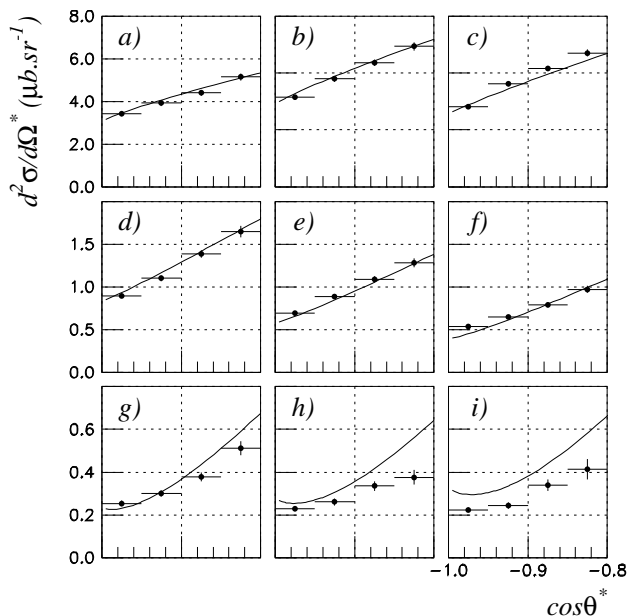 d²σ/dΩ* (μb.sr⁻¹)
8.0
6.0
4.0
2.0
0.0
a)
b)
c)
1.5
1.0
0.5
0.0
d)
e)
f)
0.6
0.4
0.2
0.0
g)
h)
i)
−1.0 −0.9 −0.8
cosθ*